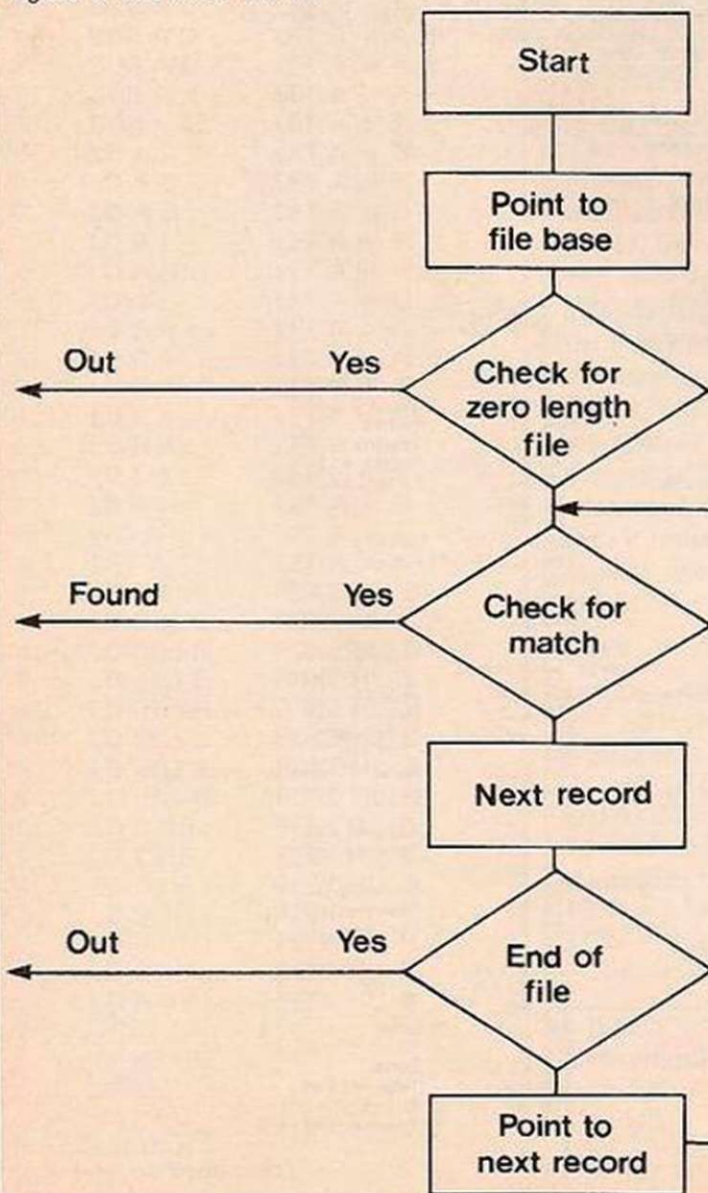 Start
Point to
file base
Out
Yes
Check for
zero length
file
Found
Yes
Check for
match
Next record
Out
Yes
End of
file
Point to
next record